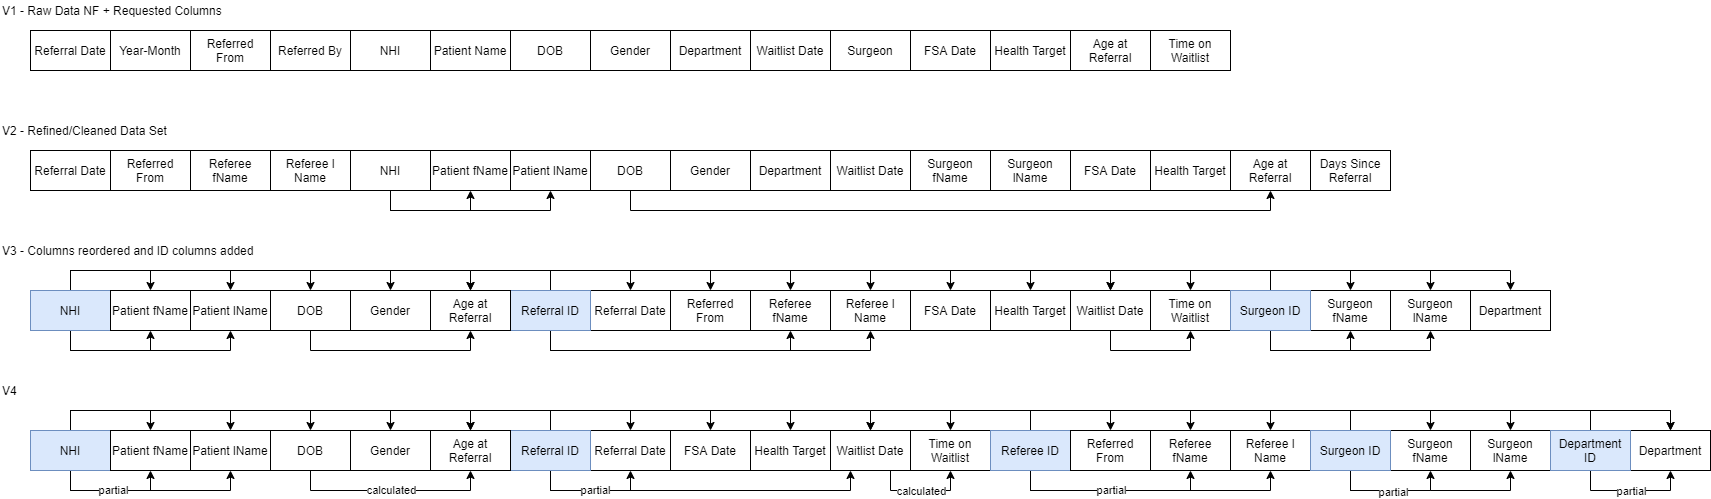 V1 - Raw Data NF + Requested Columns
Referral Date
Year-Month
Referred
From
Referred By
NHI
Patient Name
DOB
Gender
Department
Waitlist Date
Surgeon
FSA Date
Health Target
Age at
Referral
Time on
Waitlist
V2 - Refined/Cleaned Data Set
Referral Date
Referred
From
Referee
fName
Referee l
Name
NHI
Patient fName
Patient lName
DOB
Gender
Department
Waitlist Date
Surgeon
fName
Surgeon
lName
FSA Date
Health Target
Age at
Referral
Days Since
Referral
V3 - Columns reordered and ID columns added
NHI
Patient fName
Patient lName
DOB
Gender
Age at
Referral
Referral ID
Referral Date
Referred
From
Referee
fName
Referee l
Name
FSA Date
Health Target
Waitlist Date
Time on
Waitlist
Surgeon ID
Surgeon
fName
Surgeon
lName
Department
V4
NHI
Patient fName
Patient lName
DOB
Gender
Age at
Referral
Referral ID
Referral Date
FSA Date
Health Target
Waitlist Date
Time on
Waitlist
Referee ID
Referred
From
Referee
fName
Referee l
Name
Surgeon ID
Surgeon
fName
Surgeon
lName
Department
ID
Department
partial
calculated
partial
calculated
partial
partial
partial